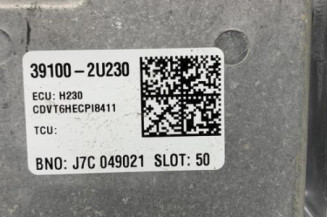 39100-2U230
ECU: H230
CDVT6HECPI8411
TCU:
BNO: J7C 049021 SLOT: 50